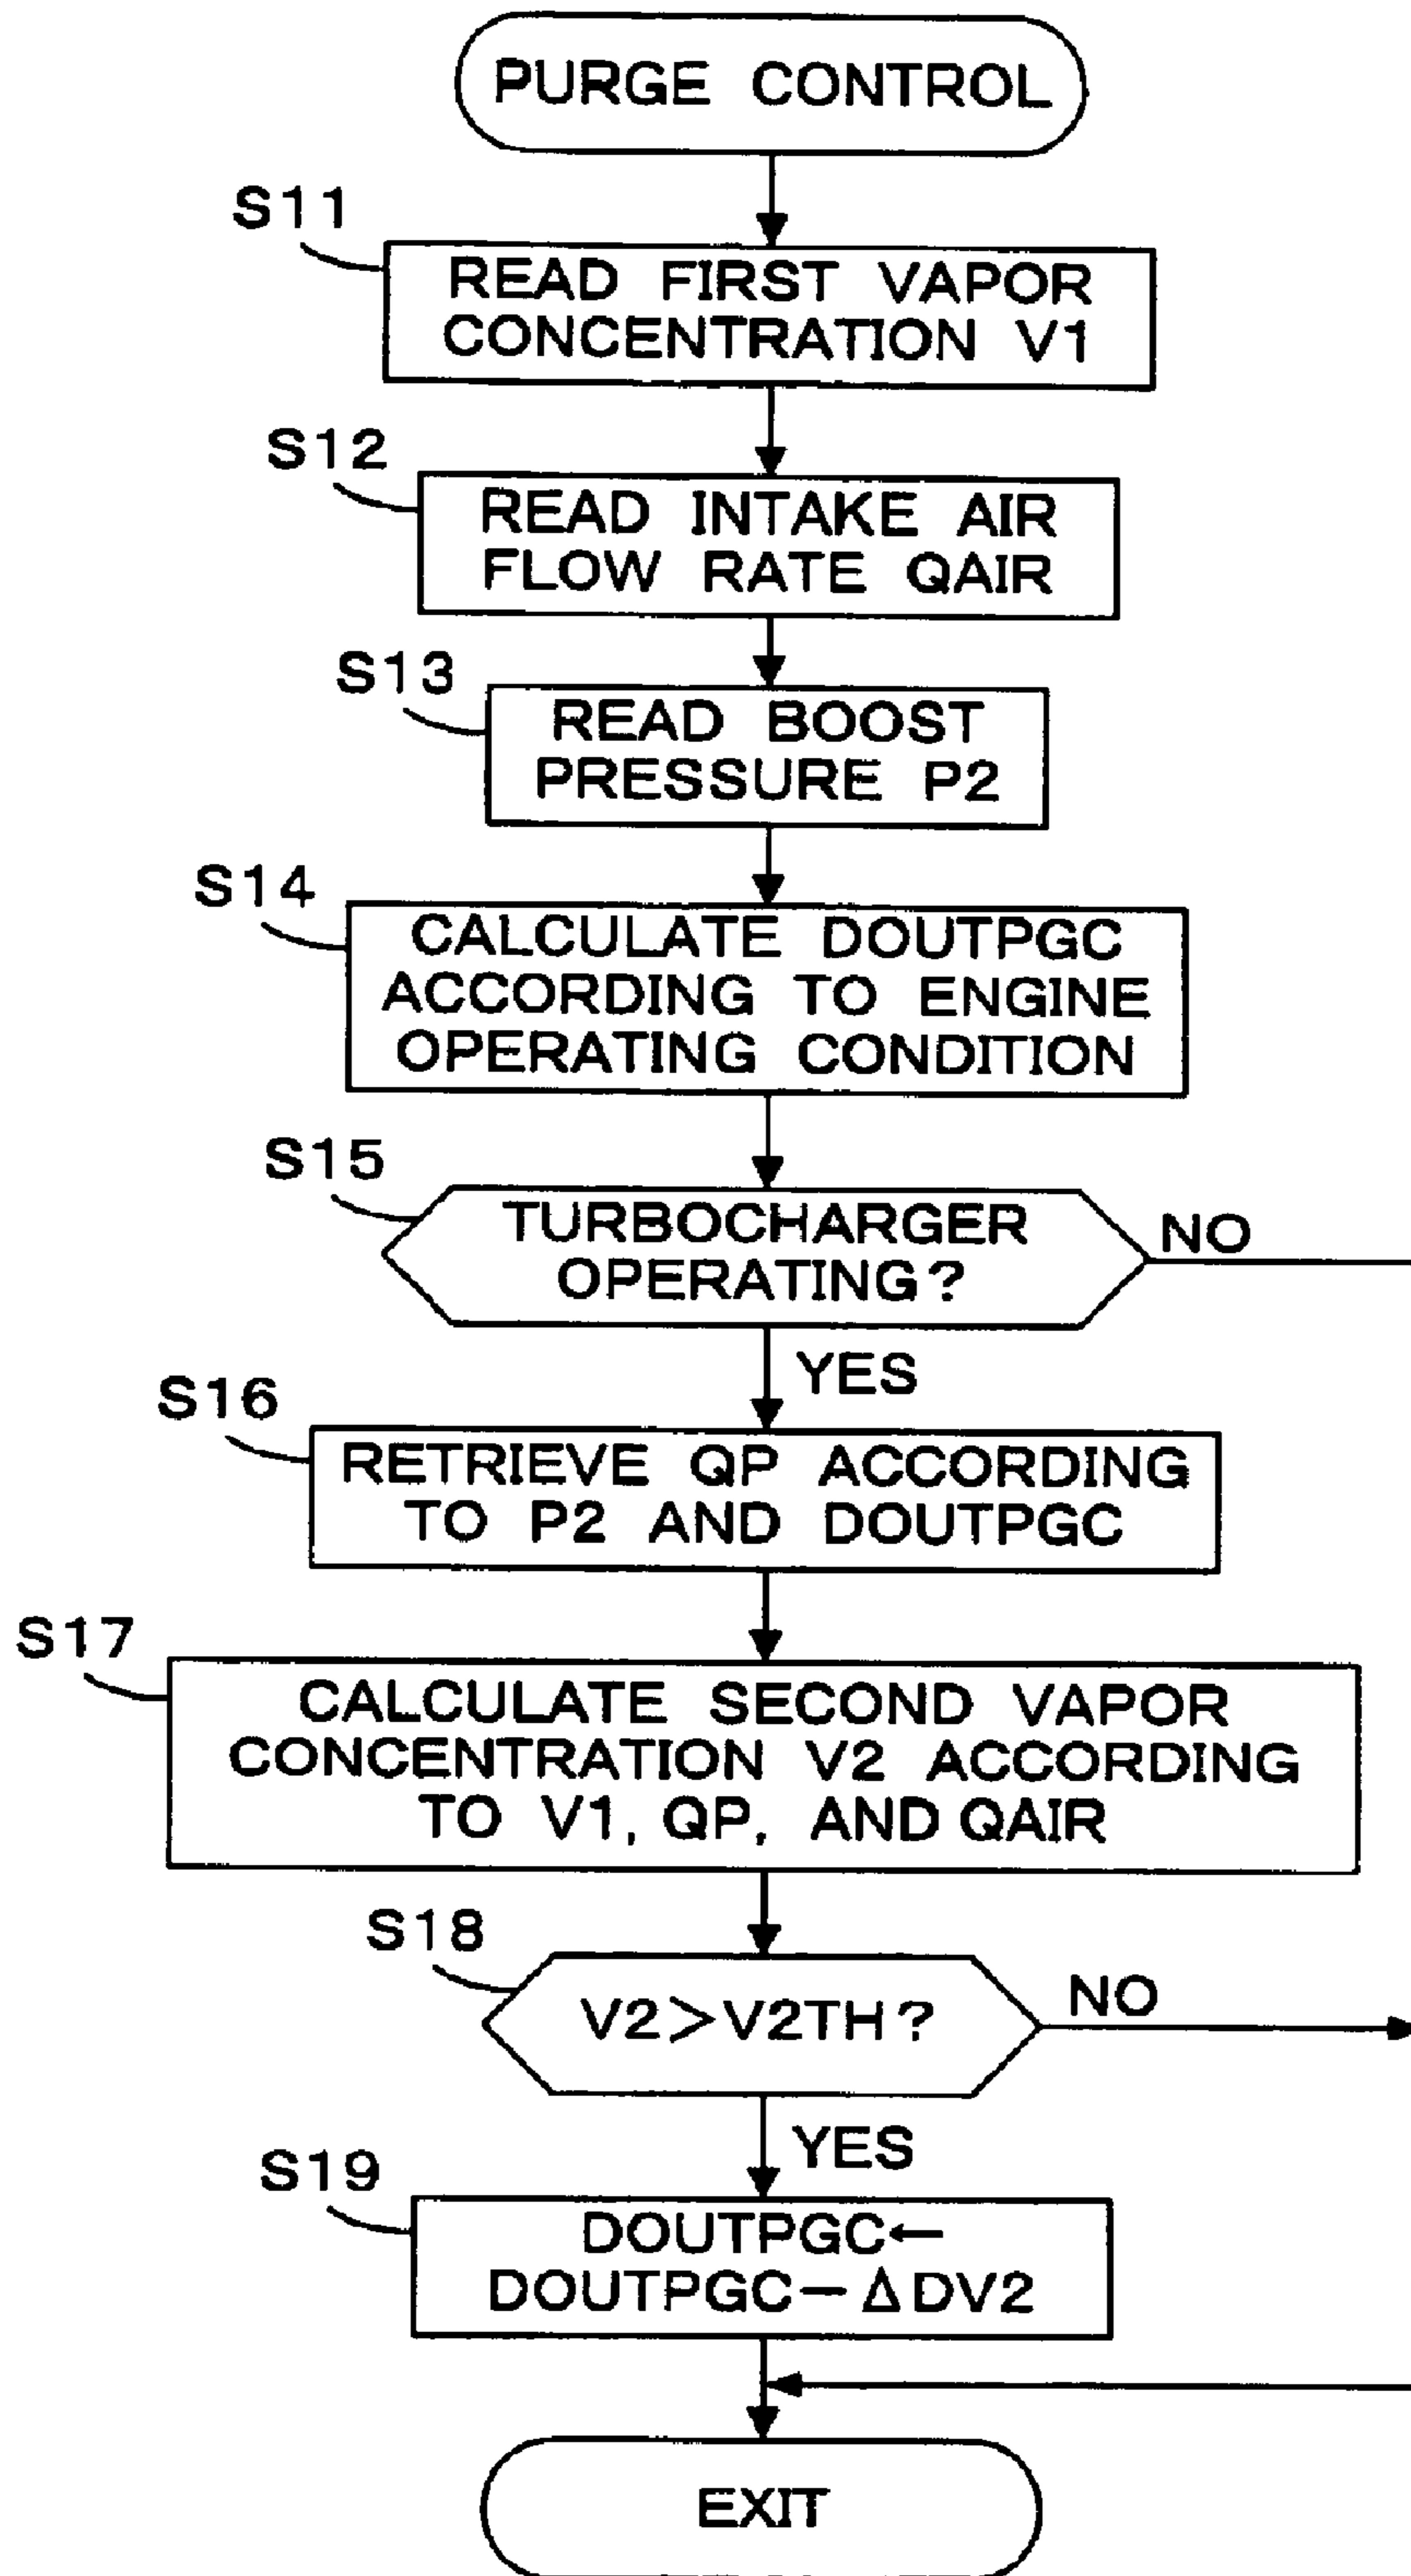 PURGE CONTROL
S11
READ FIRST VAPOR
CONCENTRATION V1
S12
READ INTAKE AIR
FLOW RATE QAIR
S13
READ BOOST
PRESSURE P2
S14
CALCULATE DOUTPGC
ACCORDING TO ENGINE
OPERATING CONDITION
S15
TURBOCHARGER
OPERATING?
NO
YES
S16
RETRIEVE QP ACCORDING
TO P2 AND DOUTPGC
S17
CALCULATE SECOND VAPOR
CONCENTRATION V2 ACCORDING
TO V1, QP, AND QAIR
S18
V2>V2TH?
NO
YES
S19
DOUTPGC←
DOUTPGC−ΔDV2
EXIT